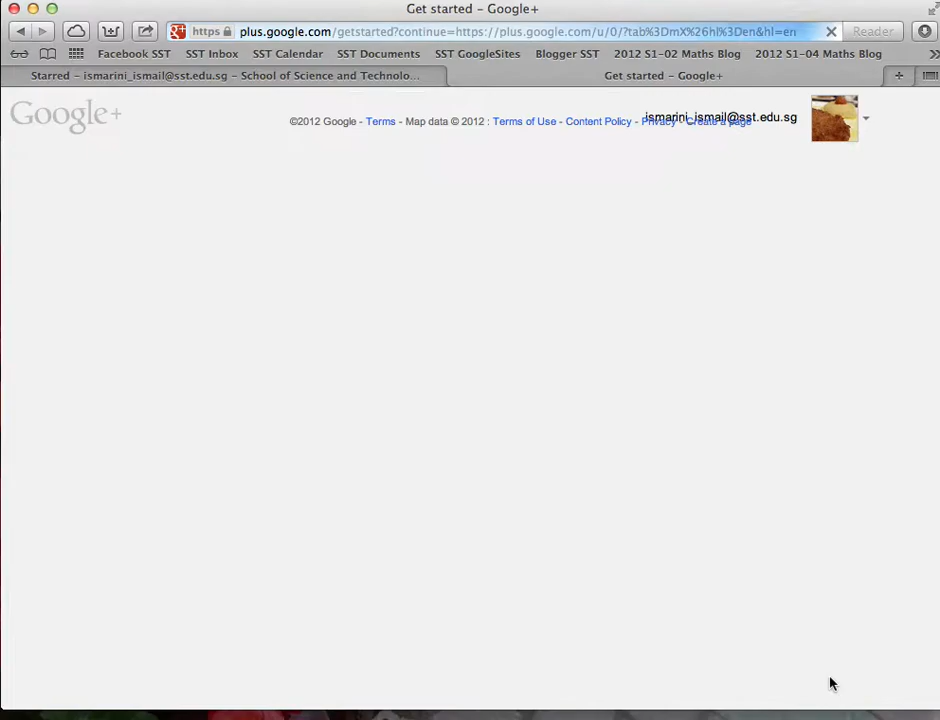 Get started – Google+
https plus.google.com/getstarted?continue=https://plus.google.com/u/0/?tab%3DmX%26hl%3Den&hl=en Reader
Facebook SST SST Inbox SST Calendar SST Documents SST GoogleSites Blogger SST 2012 S1-02 Maths Blog 2012 S1-04 Maths Blog
Starred – ismarini_ismail@sst.edu.sg – School of Science and Technolo... Get started – Google+
Google+
ismarini_ismail@sst.edu.sg
©2012 Google - Terms - Map data © 2012 : Terms of Use - Content Policy - Privacy - Create a page